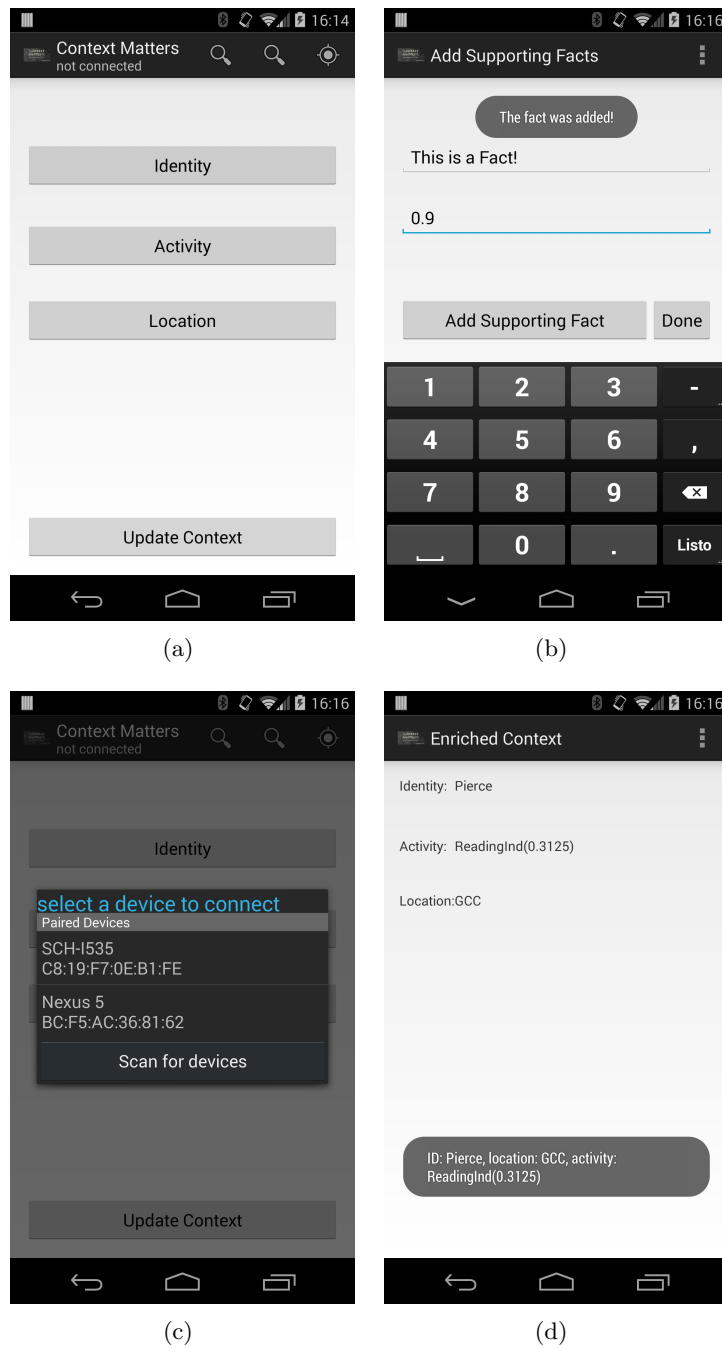 16:14
Context Matters
not connected
Identity
Activity
Location
Update Context
(a)
16:16
Add Supporting Facts
The fact was added!
This is a Fact!
0.9
Add Supporting Fact Done
1 2 3 -
4 5 6 ,
7 8 9
0 . Listo
(b)
16:16
Context Matters
not connected
Identity
select a device to connect
Paired Devices
SCH-I535
C8:19:F7:0E:B1:FE
Nexus 5
BC:F5:AC:36:81:62
Scan for devices
Update Context
(c)
16:16
Enriched Context
Identity: Pierce
Activity: ReadingInd(0.3125)
Location:GCC
ID: Pierce, location: GCC, activity:
ReadingInd(0.3125)
(d)